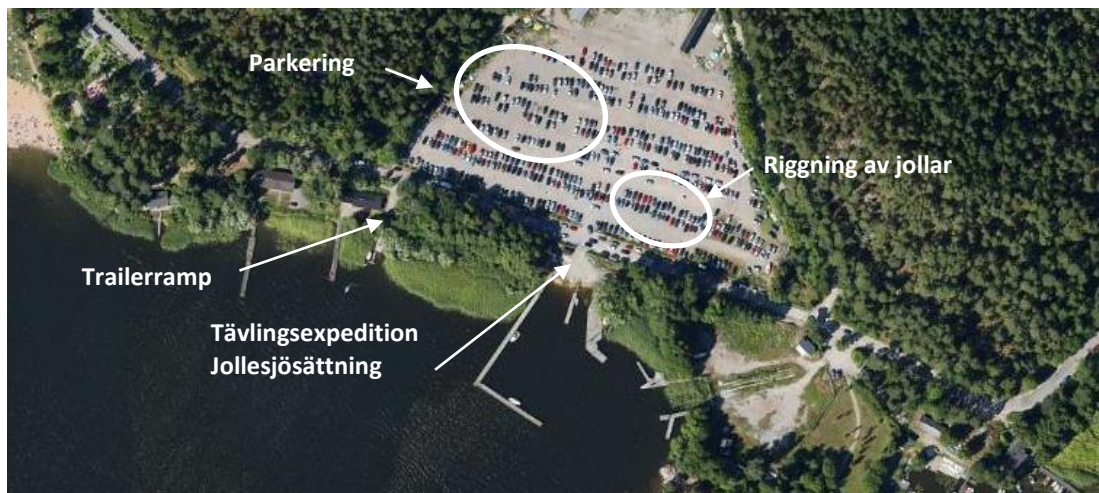 Parkering
Riggning av jollar
Trailerramp
Tävlingsexpedition
Jollesjösättning